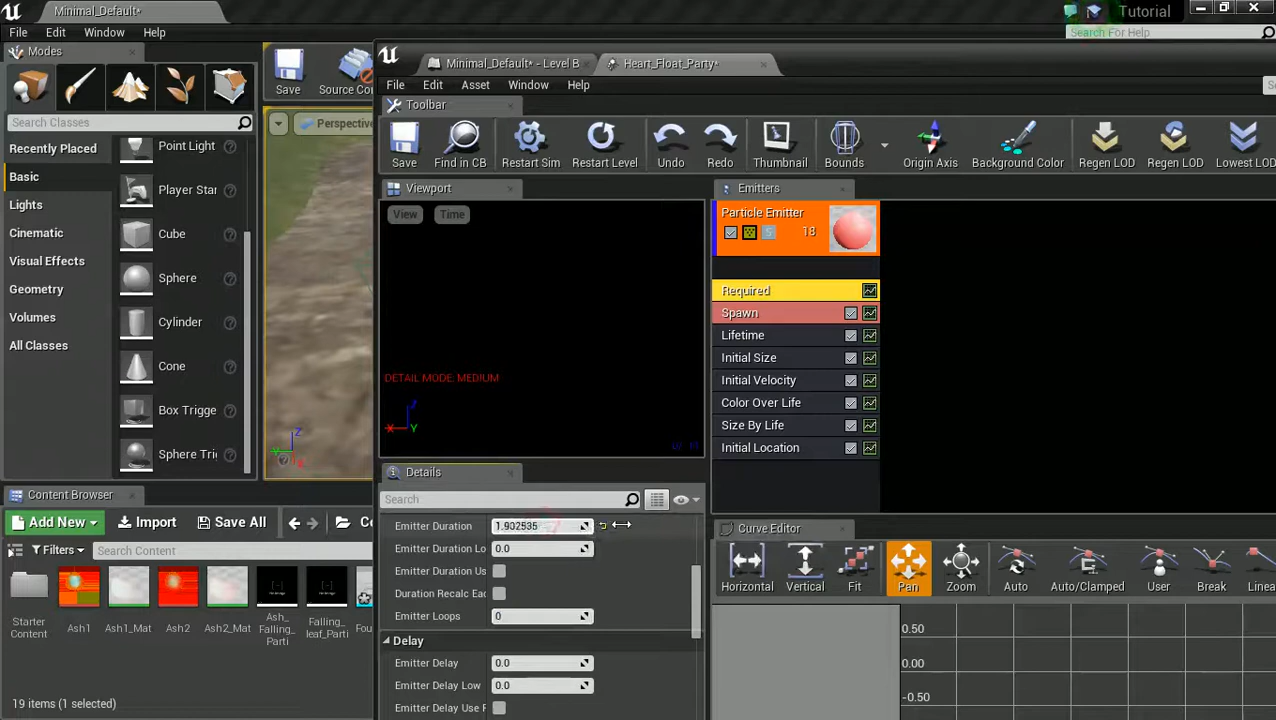 Minimal_Default*
Tutorial
File Edit Window Help
Search For Help
Modes
Minimal_Default* - Level B
Heart_Float_Party*
File Edit Asset Window Help
Save
Source Con
Toolbar
Search Classes
Perspective
Save Find in CB Restart Sim Restart Level Undo Redo Thumbnail Bounds Origin Axis Background Color Regen LOD Regen LOD Lowest LOD
Recently Placed
Basic
Lights
Cinematic
Visual Effects
Geometry
Volumes
All Classes
Point Light
Player Star
Cube
Sphere
Cylinder
Cone
Box Trigge
Sphere Tri
Viewport
View Time
DETAIL MODE: MEDIUM
Z
X
Y
Z
Emitters
Particle Emitter
S 18
Required
Spawn
Lifetime
Initial Size
Initial Velocity
Color Over Life
Size By Life
Initial Location
Details
Search
Emitter Duration 1.902535
Emitter Duration Lo 0.0
Emitter Duration Us
Duration Recalc Eac
Emitter Loops 0
Delay
Emitter Delay 0.0
Emitter Delay Low 0.0
Emitter Delay Use F
Curve Editor
Horizontal Vertical Fit Pan Zoom Auto Auto/Clamped User Break Linea
0.50
0.00
-0.50
Content Browser
Add New Import Save All
Filters Search Content
Starter Content
Ash1
Ash1_Mat
Ash2
Ash2_Mat
Ash_Falling_Parti
Falling_leaf_Parti
Fou
19 items (1 selected)